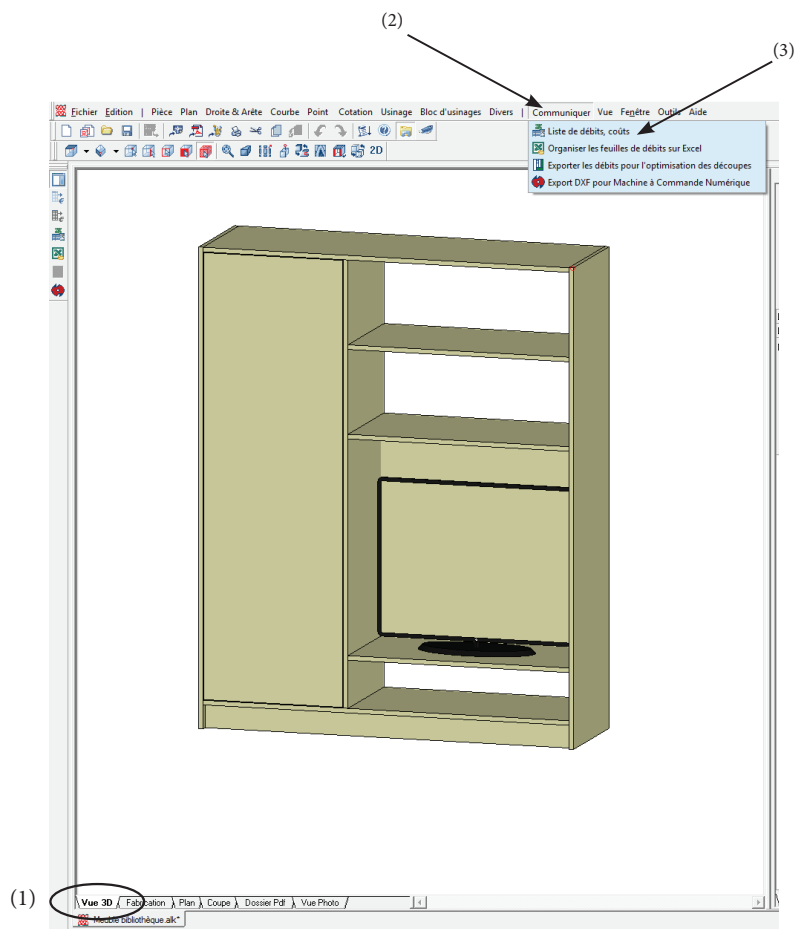 (2)
(3)
Fichier Edition | Pièce Plan Droite & Arête Courbe Point Cotation Usinage Bloc d'usinages Divers | Communiquer Vue Fenêtre Outils Aide
Liste de débits, coûts
2D
Organiser les feuilles de débits sur Excel
Exporter les débits pour l'optimisation des découpes
Export DXF pour Machine à Commande Numérique
(1)
Vue 3D Fabrication Plan Coupe Dossier Pdf Vue Photo
Meuble bibliothèque.alk*